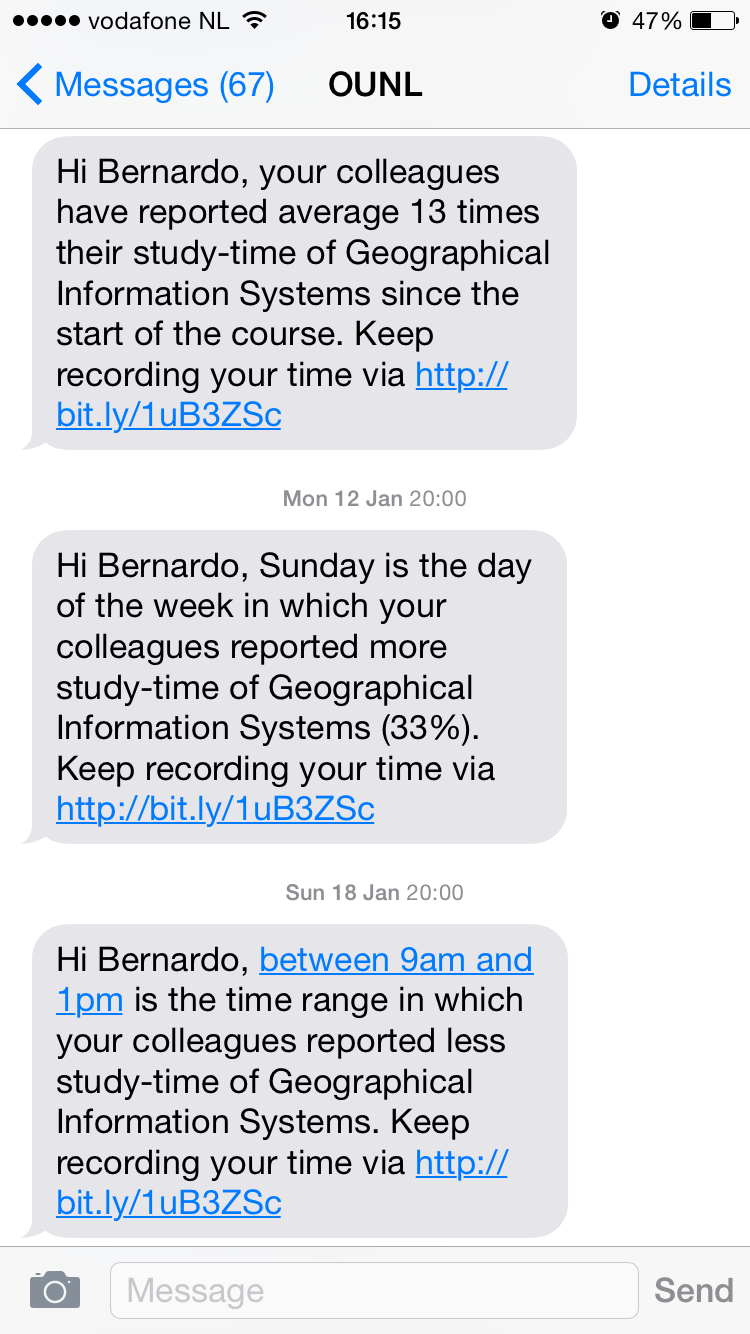 vodafone NL 16:15 47%
Messages (67) OUNL Details
Hi Bernardo, your colleagues
have reported average 13 times
their study-time of Geographical
Information Systems since the
start of the course. Keep
recording your time via http://
bit.ly/1uB3ZSc
Mon 12 Jan 20:00
Hi Bernardo, Sunday is the day
of the week in which your
colleagues reported more
study-time of Geographical
Information Systems (33%).
Keep recording your time via
http://bit.ly/1uB3ZSc
Sun 18 Jan 20:00
Hi Bernardo, between 9am and
1pm is the time range in which
your colleagues reported less
study-time of Geographical
Information Systems. Keep
recording your time via http://
bit.ly/1uB3ZSc
Message Send